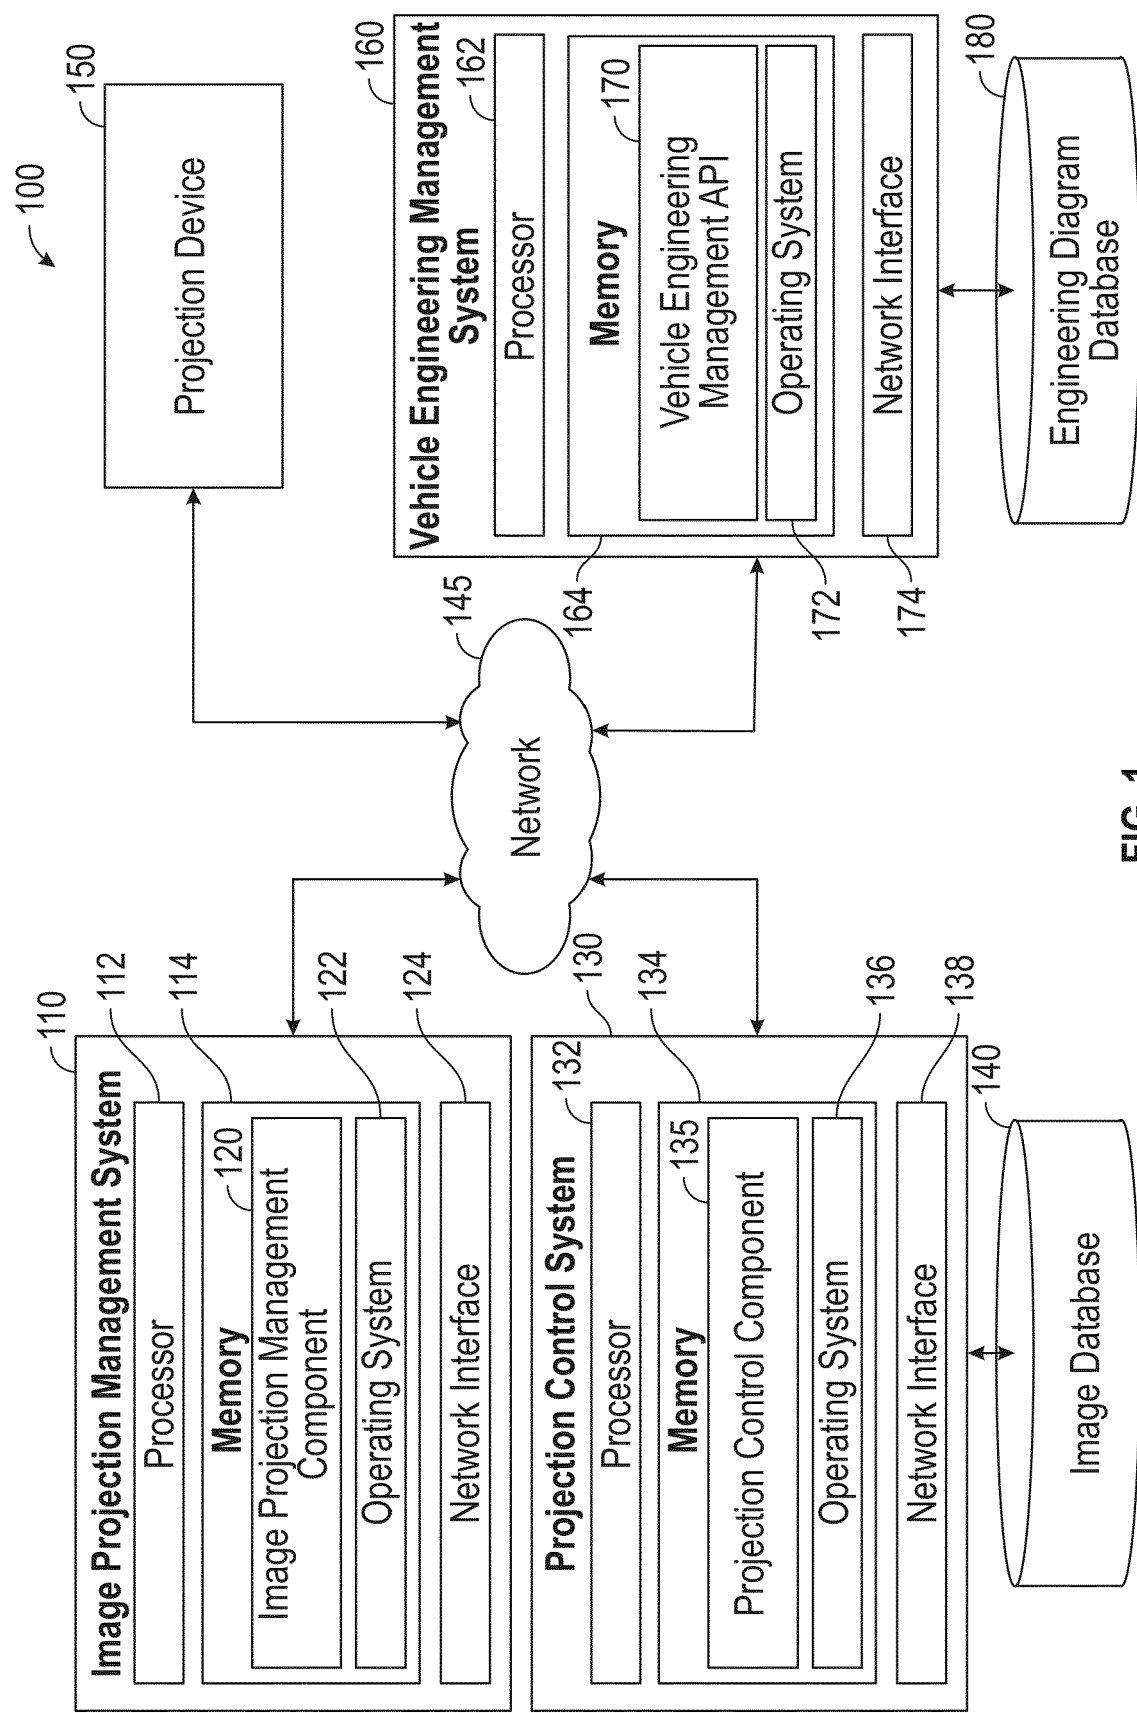 100
110
Image Projection Management System
112
Processor
114
Memory
120
Image Projection Management
Component
122
Operating System
124
Network Interface
130
Projection Control System
132
Processor
134
Memory
135
Projection Control Component
136
Operating System
138
Network Interface
140
Image Database
145
Network
150
Projection Device
160
Vehicle Engineering Management
System
162
Processor
164
Memory
170
Vehicle Engineering
Management API
172
Operating System
174
Network Interface
180
Engineering Diagram
Database
FIG. 1